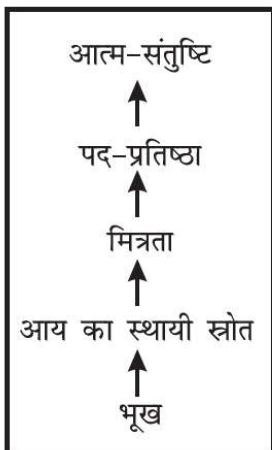 आत्म-संतुष्टि
पद-प्रतिष्ठा
मित्रता
आय का स्थायी स्रोत
भूख